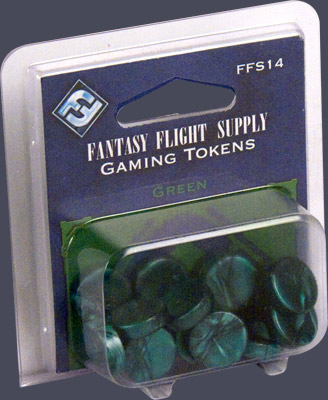 FFS14
FANTASY FLIGHT SUPPLY
GAMING TOKENS
GREEN